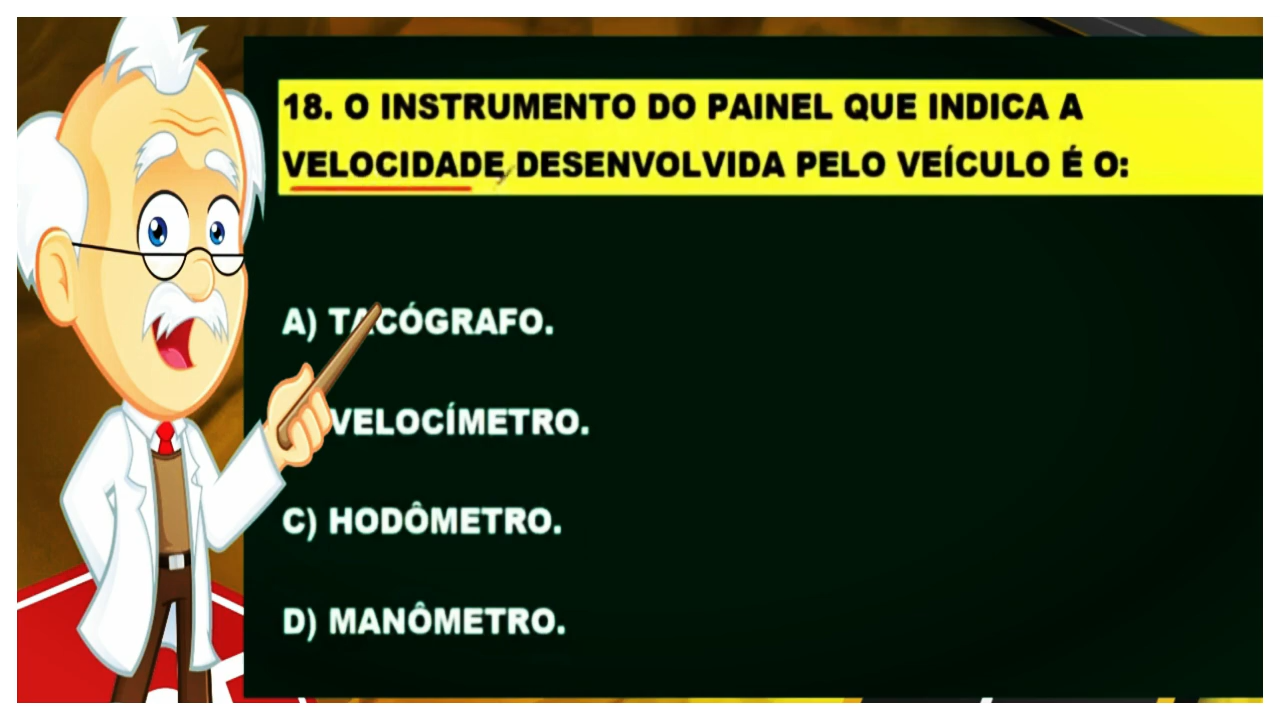 18. O INSTRUMENTO DO PAINEL QUE INDICA A
VELOCIDADE DESENVOLVIDA PELO VEÍCULO É O:
A) TACÓGRAFO.
VELOCÍMETRO.
C) HODÔMETRO.
D) MANÔMETRO.